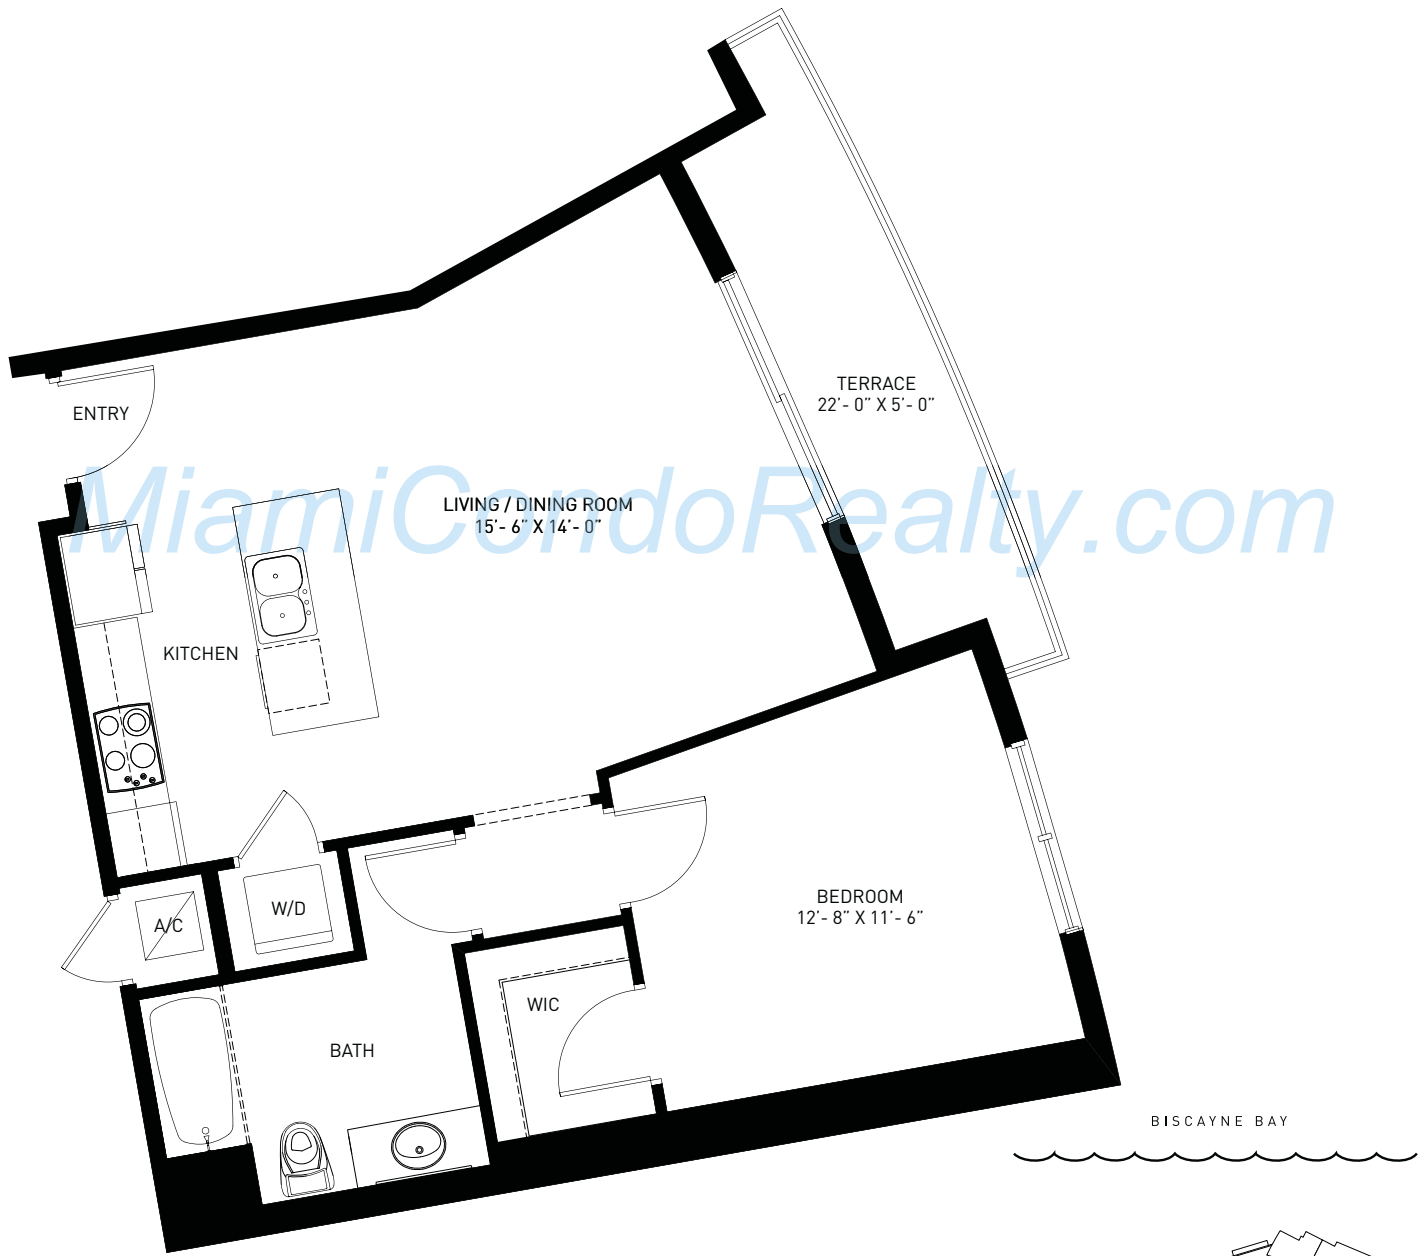 TERRACE
22'- 0" X 5'- 0"
ENTRY
MiamiCondoRealty.com
LIVING / DINING ROOM
15'- 6" X 14'- 0"
KITCHEN
BEDROOM
12'- 8" X 11'- 6"
W/D
A/C
WIC
BATH
BISCAYNE BAY